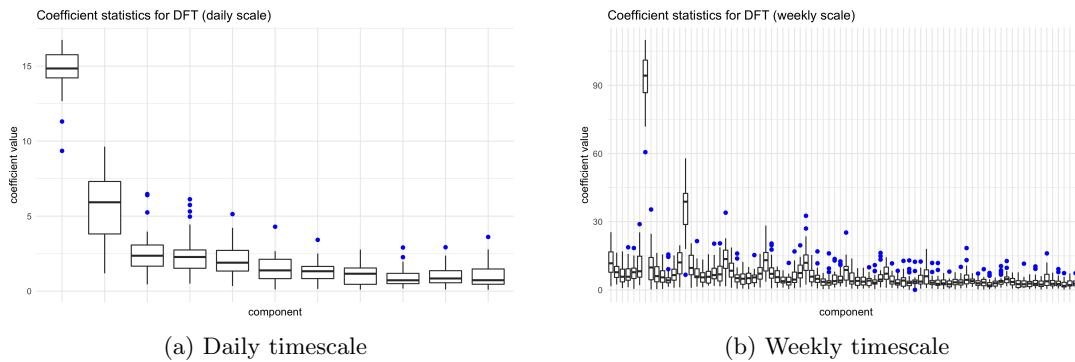 Coefficient statistics for DFT (daily scale)
15
10
5
0
coefficient value
component
(a) Daily timescale
Coefficient statistics for DFT (weekly scale)
90
60
30
0
coefficient value
component
(b) Weekly timescale